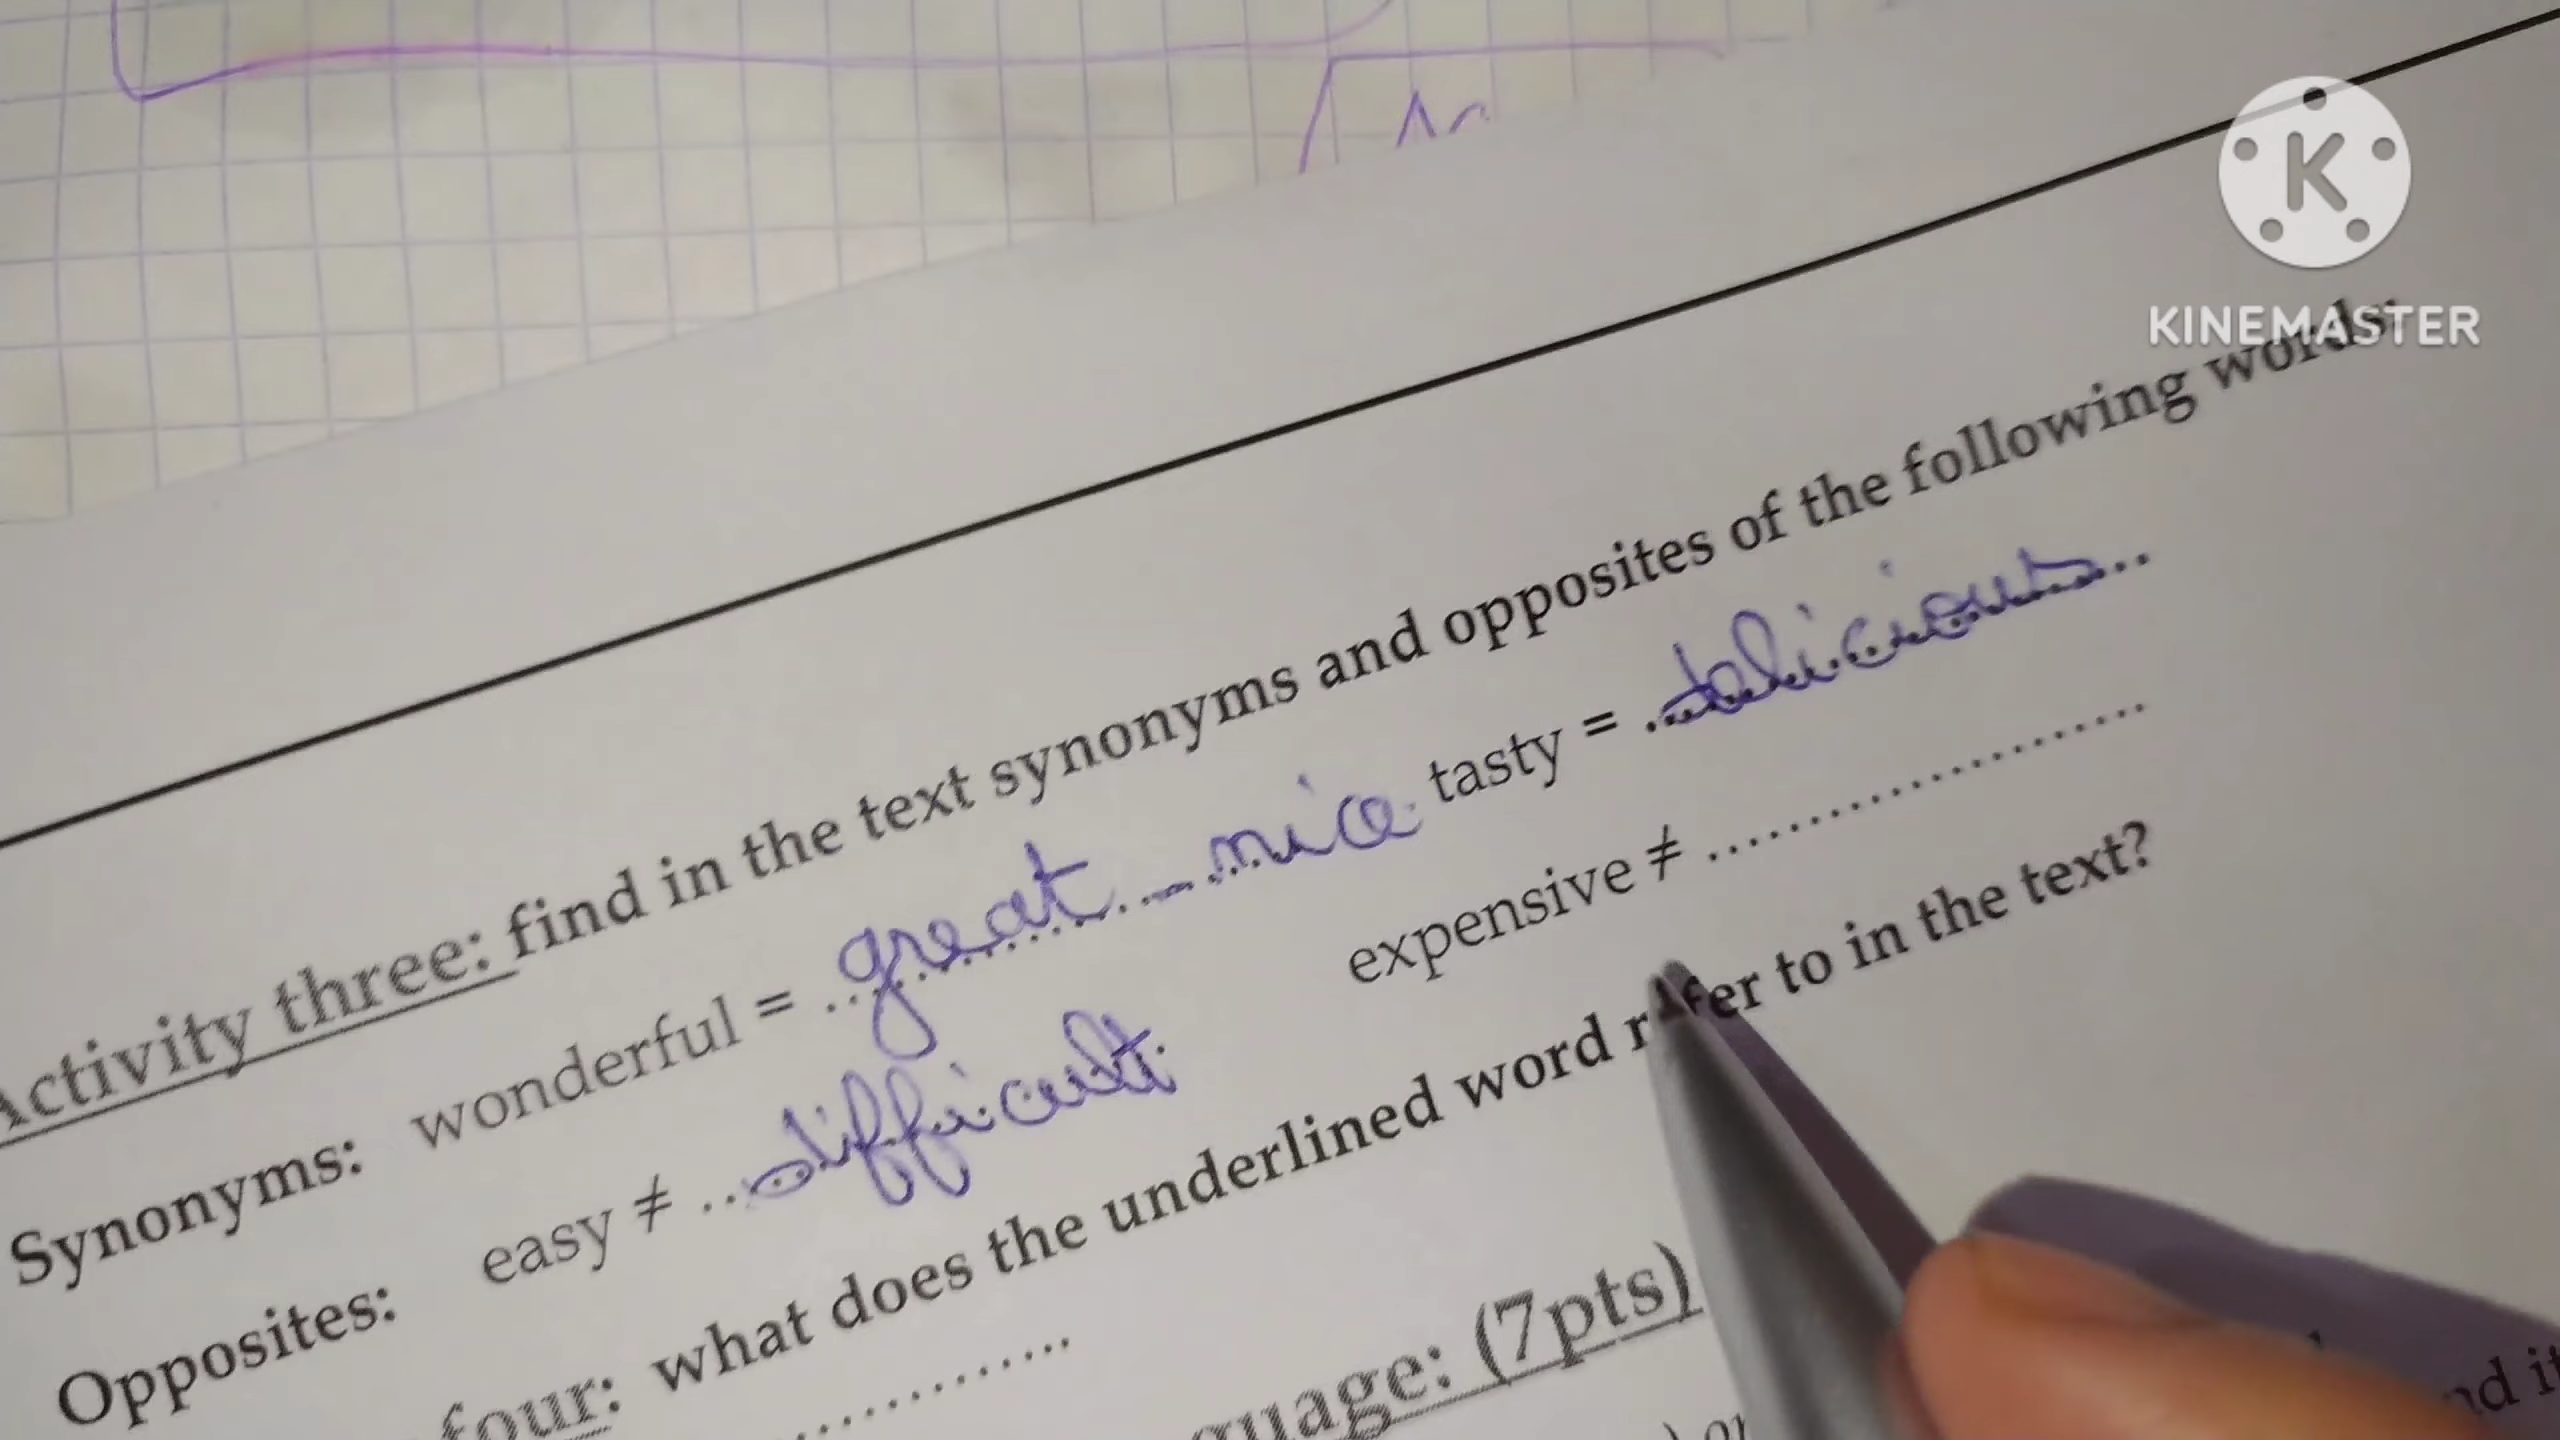 KINEMASTER
Activity three: find in the text synonyms and opposites of the following words:
Synonyms: wonderful = ...great... - nice. tasty = ..delicious...
Opposites: easy ≠ ...difficult. expensive ≠ ..............................
four: what does the underlined word refer to in the text?
..............
guage: (7pts)